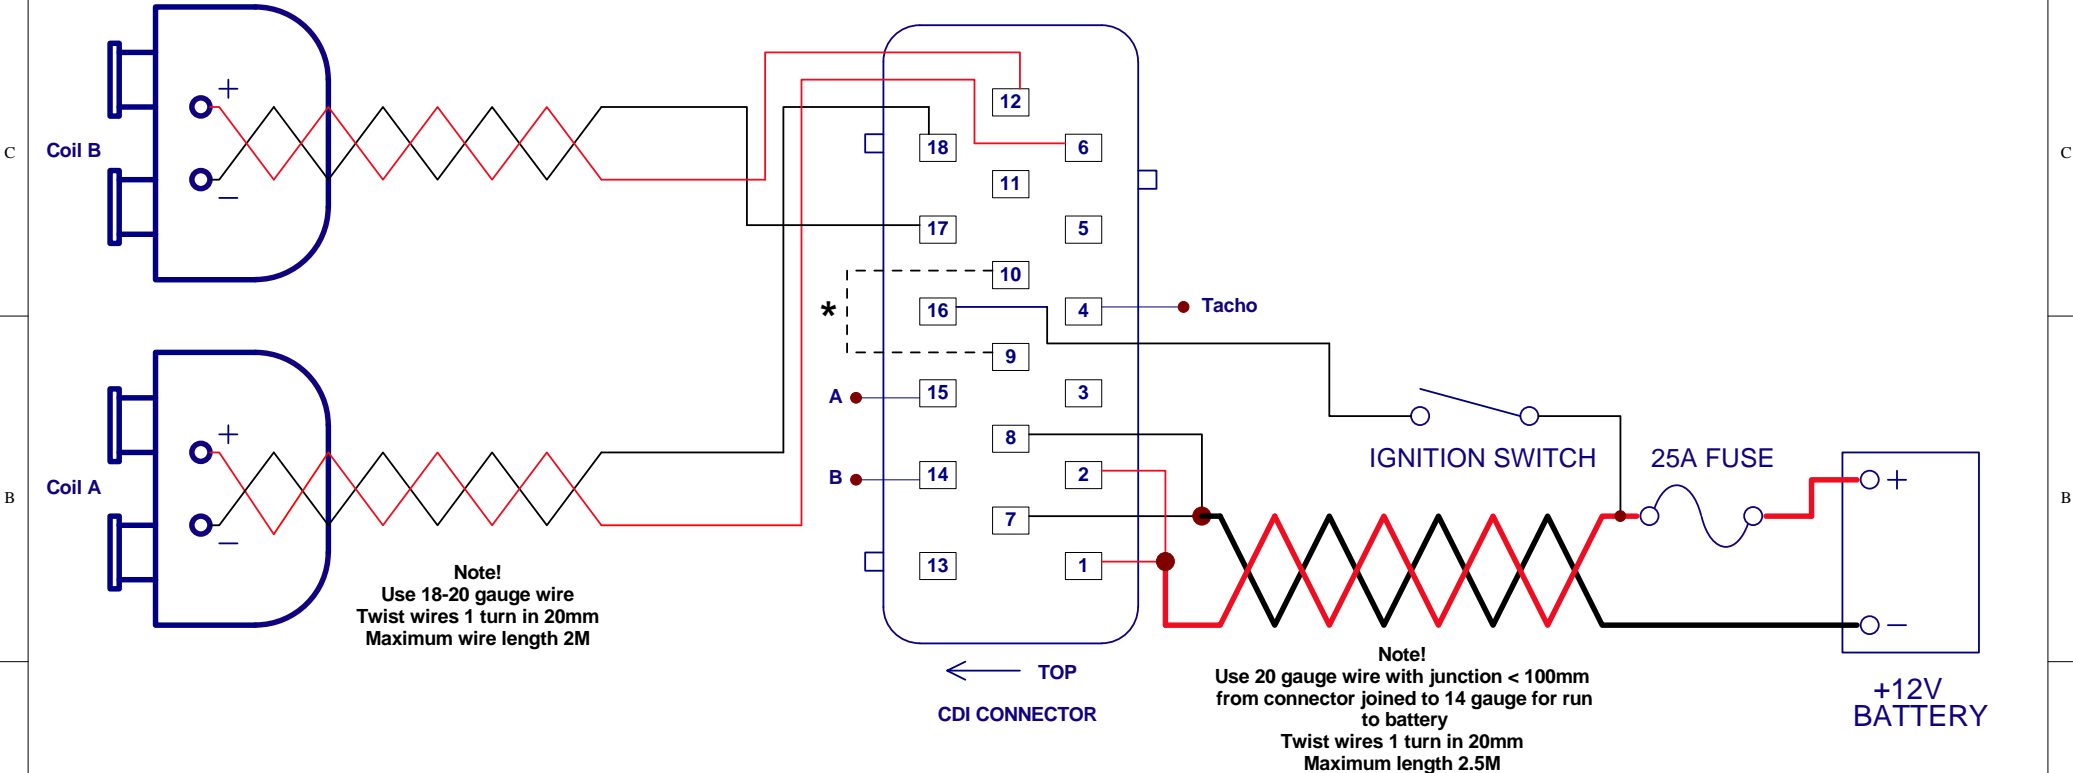 C
C
B
B
Coil B
+
−
Coil A
+
−
Note!
Use 18-20 gauge wire
Twist wires 1 turn in 20mm
Maximum wire length 2M
12
18
6
11
17
5
10
*
16
4
Tacho
9
A
15
3
8
B
14
2
7
13
1
TOP
CDI CONNECTOR
IGNITION SWITCH
25A FUSE
+
−
+12V
BATTERY
Note!
Use 20 gauge wire with junction < 100mm
from connector joined to 14 gauge for run
to battery
Twist wires 1 turn in 20mm
Maximum length 2.5M